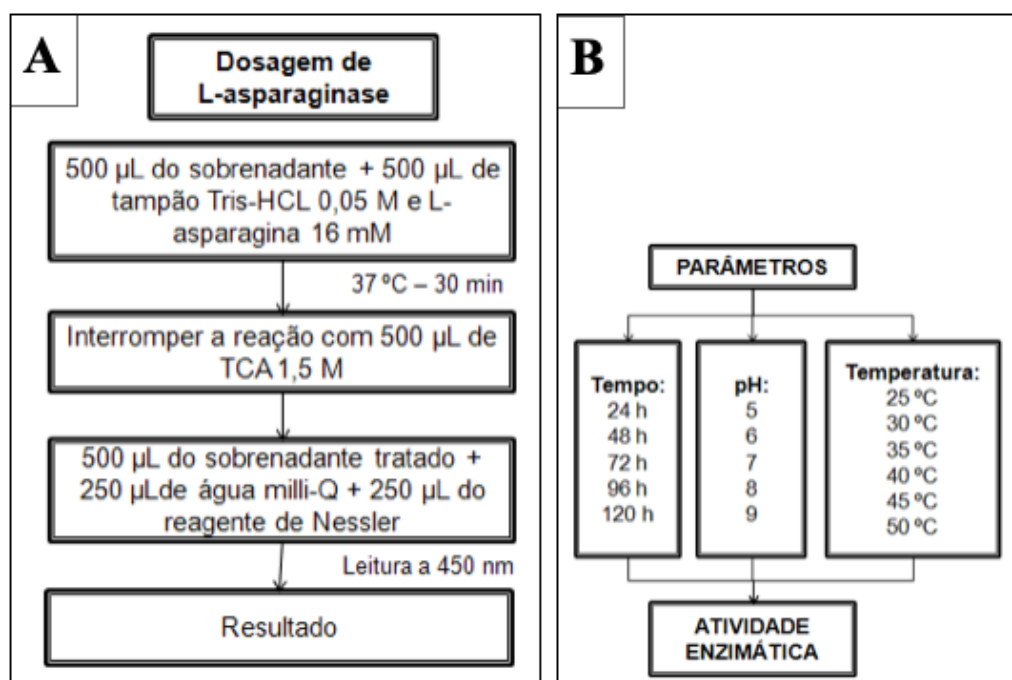 A
Dosagem de
L-asparaginase
500 µL do sobrenadante + 500 µL de
tampão Tris-HCL 0,05 M e L-
asparagina 16 mM
37 ºC – 30 min
Interromper a reação com 500 µL de
TCA 1,5 M
500 µL do sobrenadante tratado +
250 µLde água milli-Q + 250 µL do
reagente de Nessler
Leitura a 450 nm
Resultado
B
PARÂMETROS
Tempo:
24 h
48 h
72 h
96 h
120 h
pH:
5
6
7
8
9
Temperatura:
25 ºC
30 ºC
35 ºC
40 ºC
45 ºC
50 ºC
ATIVIDADE
ENZIMÁTICA